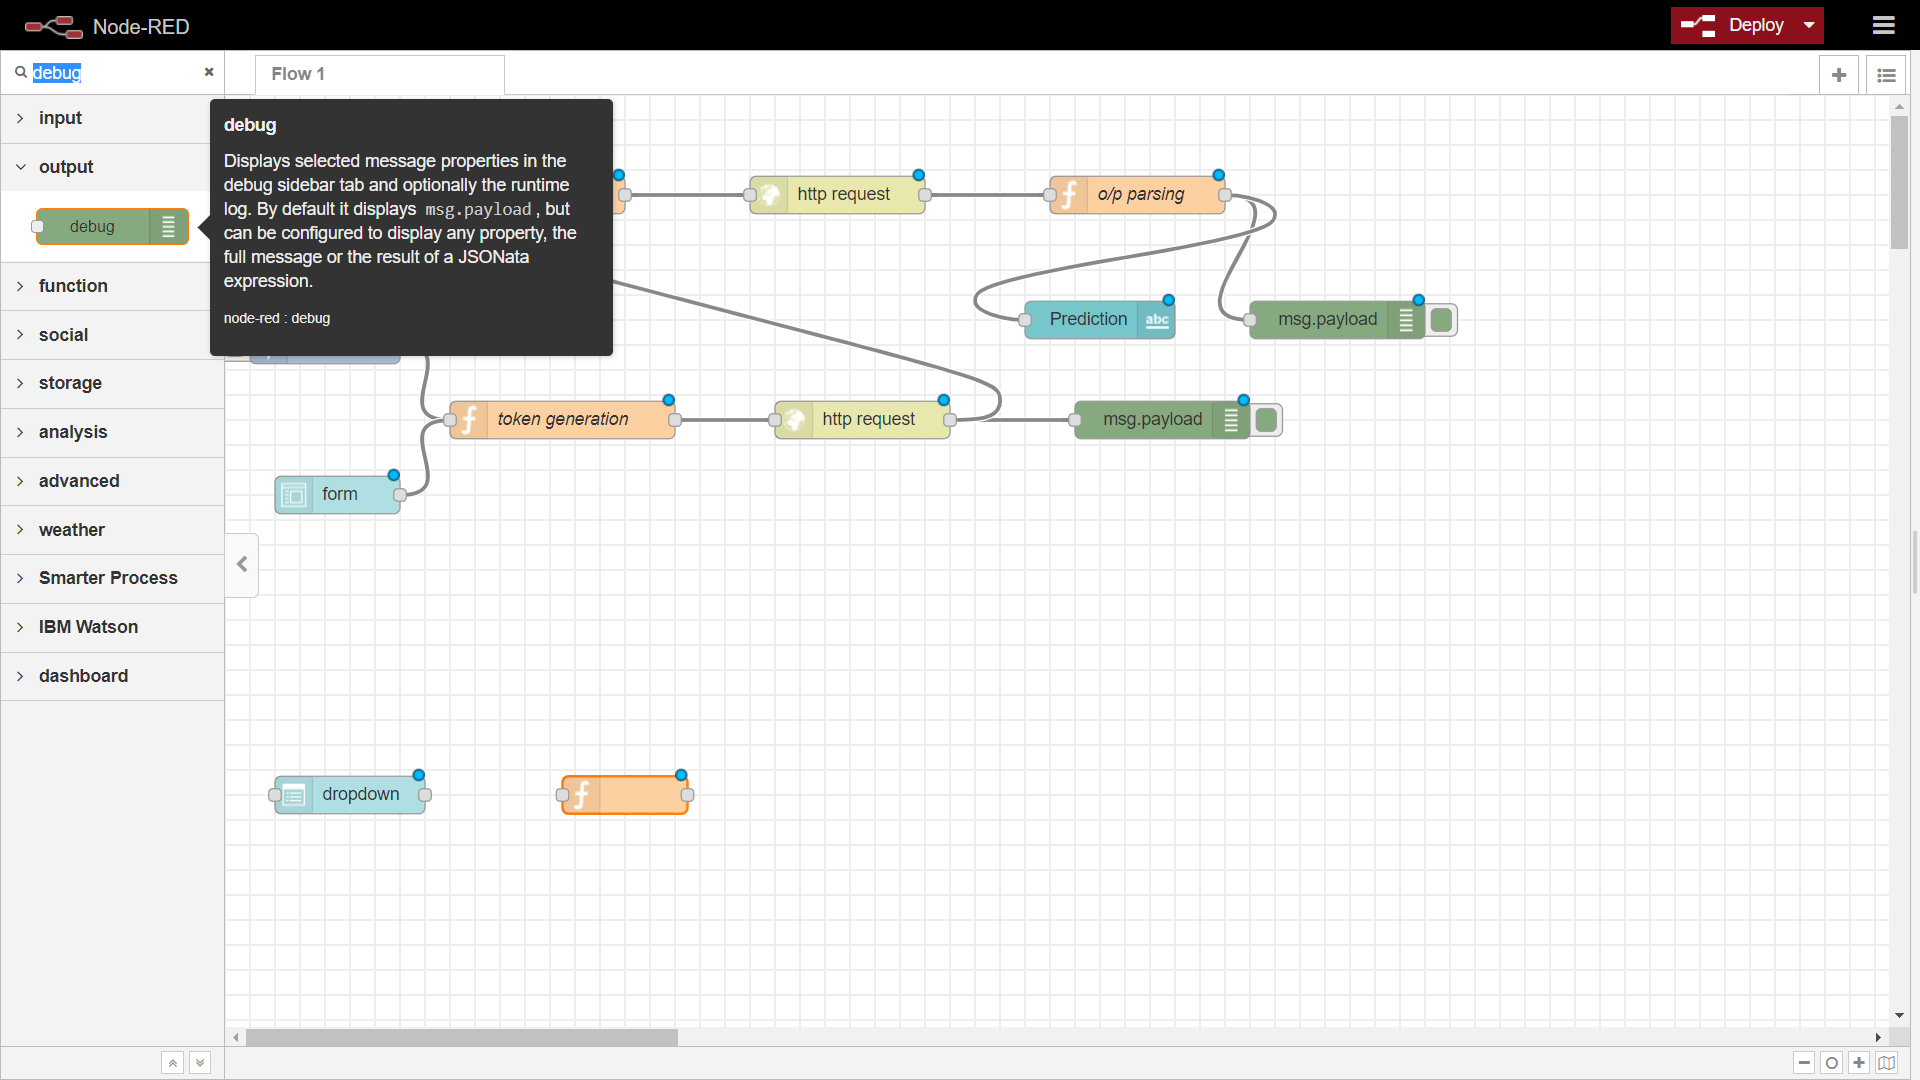 Node-RED
Deploy
debug
Flow 1
input
output
debug
function
social
storage
analysis
advanced
weather
Smarter Process
IBM Watson
dashboard
debug
Displays selected message properties in the
debug sidebar tab and optionally the runtime
log. By default it displays msg.payload, but
can be configured to display any property, the
full message or the result of a JSONata
expression.
node-red : debug
http request
o/p parsing
Prediction
abc
msg.payload
token generation
http request
msg.payload
form
dropdown